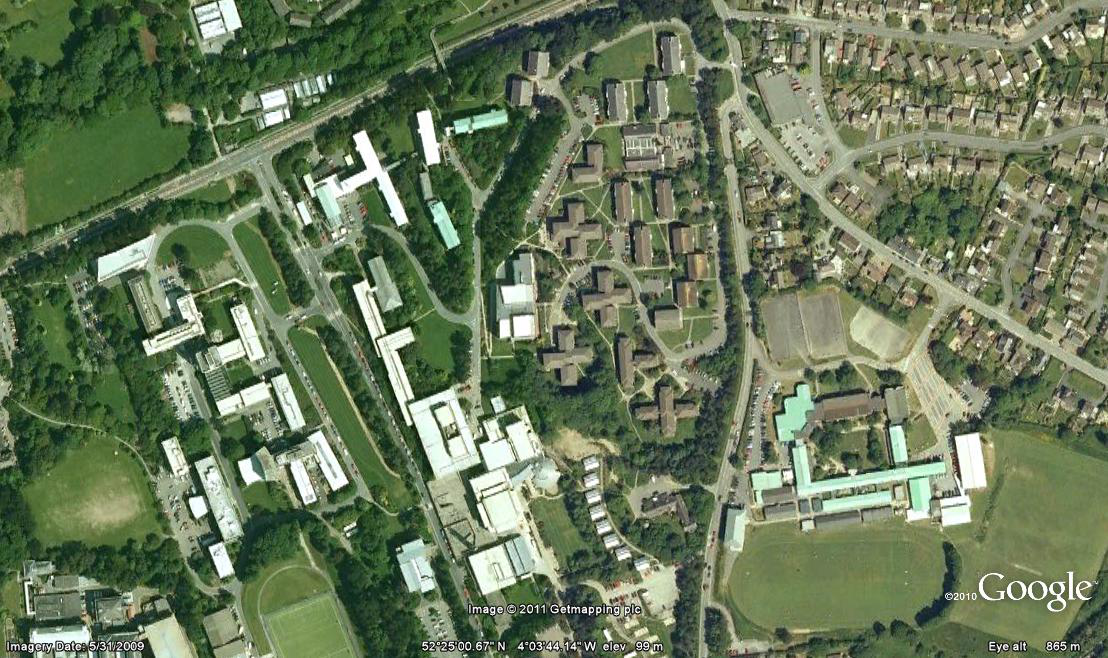 ©2010 Google™
Image © 2011 Getmapping plc
Imagery Date: 5/31/2009 52°25'00.67" N 4°03'44.14" W elev 99 m Eye alt 865 m